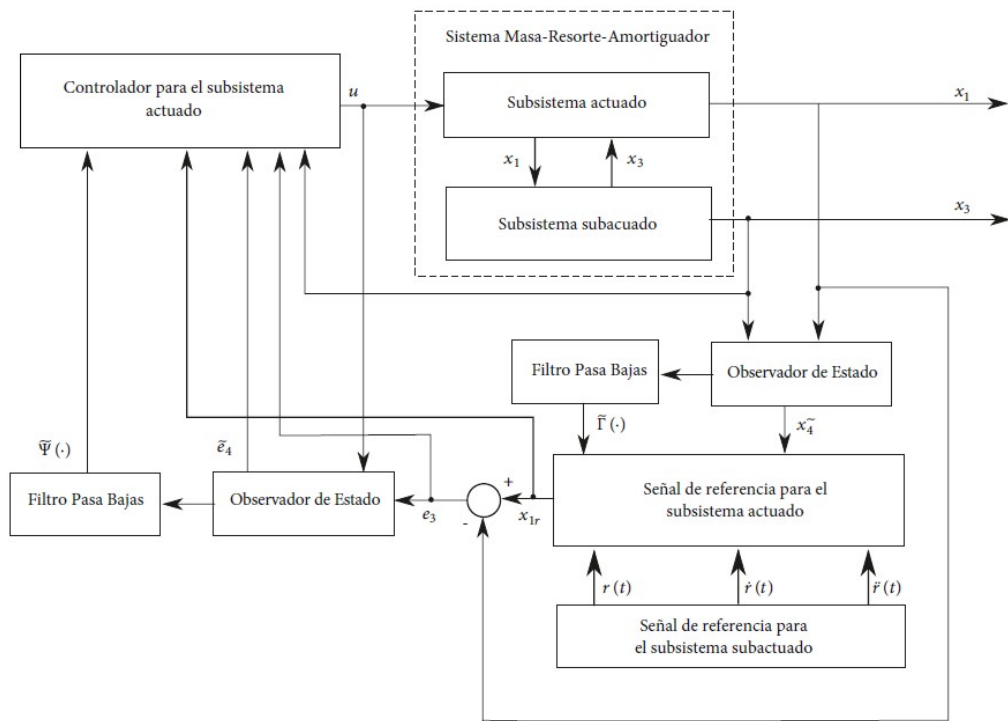 Sistema Masa-Resorte-Amortiguador
Controlador para el subsistema
actuado
u
Subsistema actuado
x₁
x₁
x₃
Subsistema subacuado
x₃
Filtro Pasa Bajas
Observador de Estado
Γ̃(·)
x̃₄
Ψ̃(·)
ẽ₄
Filtro Pasa Bajas
Observador de Estado
e₃
+
-
x₁ᵣ
Señal de referencia para el
subsistema actuado
r(t)
ṙ(t)
r̈(t)
Señal de referencia para
el subsistema subactuado